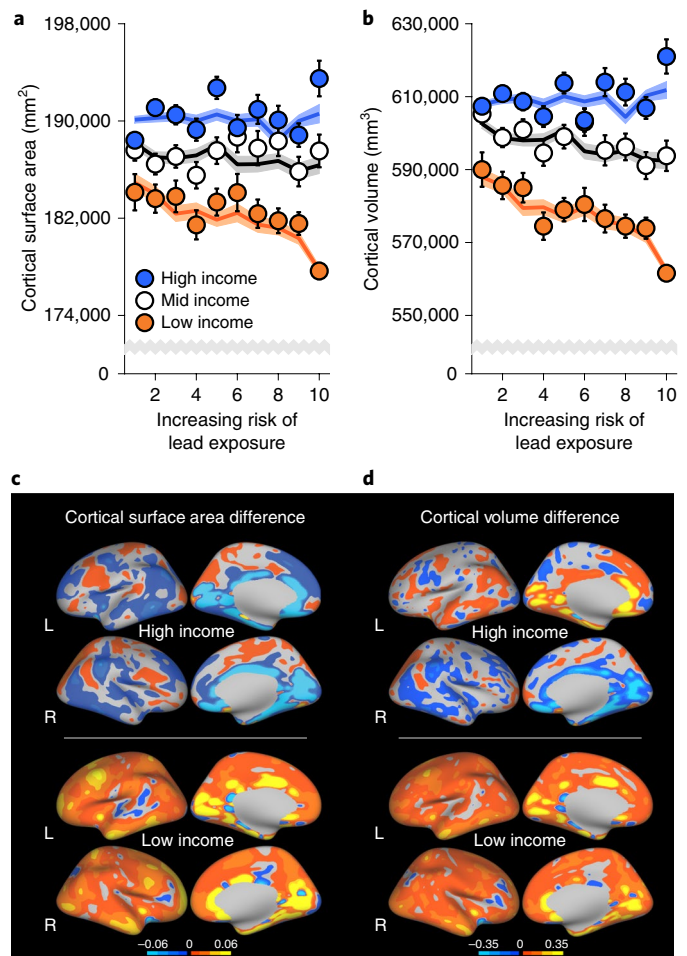 a
198,000
190,000
182,000
174,000
0
Cortical surface area (mm²)
High income
Mid income
Low income
2 4 6 8 10
Increasing risk of
lead exposure
b
630,000
610,000
590,000
570,000
550,000
0
Cortical volume (mm³)
2 4 6 8 10
Increasing risk of
lead exposure
c
Cortical surface area difference
L
High income
R
L
Low income
R
−0.06 0 0.06
d
Cortical volume difference
L
High income
R
L
Low income
R
−0.35 0 0.35